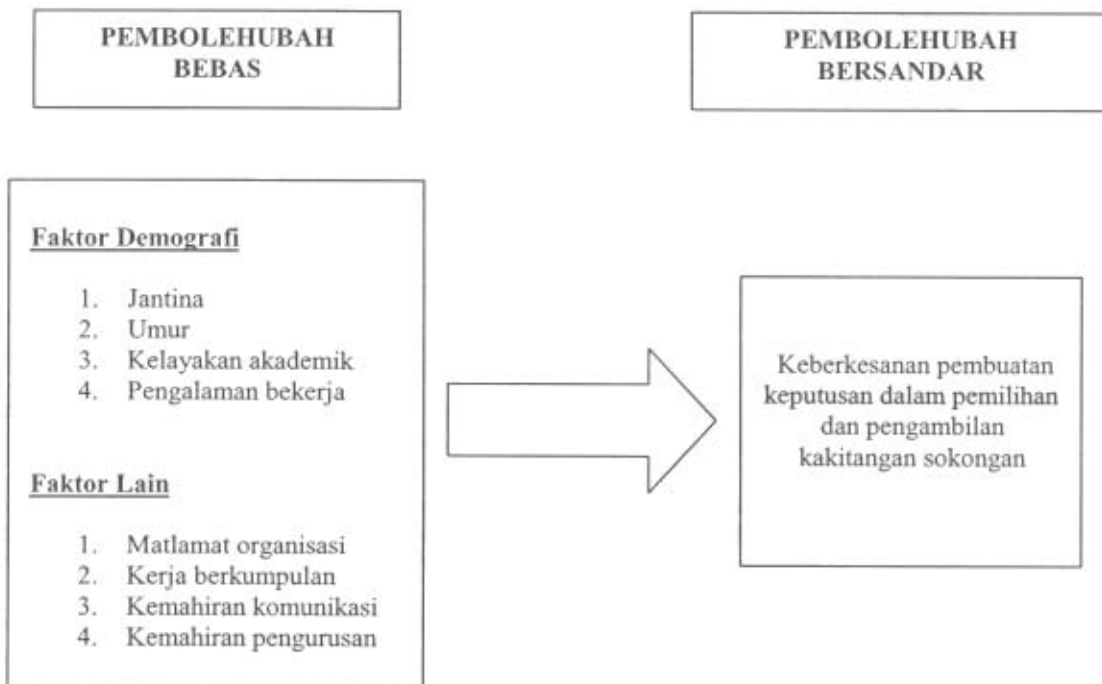 PEMBOLEHUBAH
BEBAS
PEMBOLEHUBAH
BERSANDAR
Faktor Demografi
1. Jantina
2. Umur
3. Kelayakan akademik
4. Pengalaman bekerja
Faktor Lain
1. Matlamat organisasi
2. Kerja berkumpulan
3. Kemahiran komunikasi
4. Kemahiran pengurusan
Keberkesanan pembuatan
keputusan dalam pemilihan
dan pengambilan
kakitangan sokongan